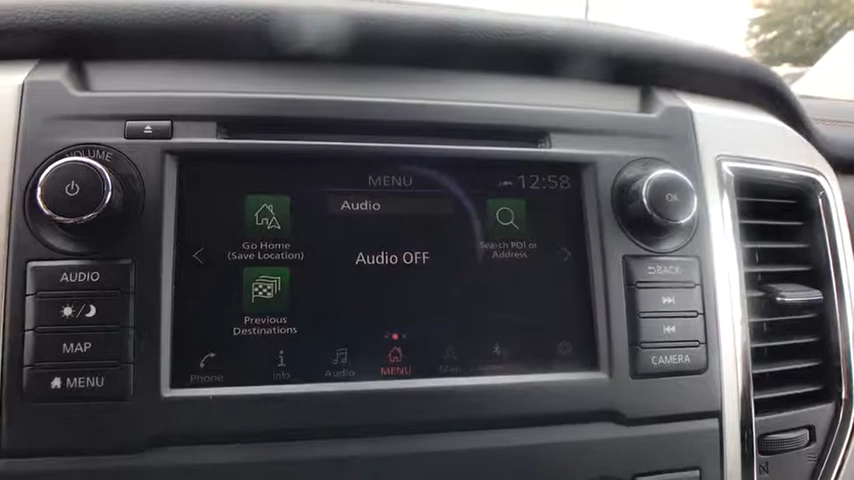 VOLUME
MENU
12:58
Audio
OK
Go Home
(Save Location)
Search POI or
Address
Audio OFF
AUDIO
BACK
Previous
Destinations
MAP
MENU
CAMERA
Phone
Info
Audio
MENU
Map